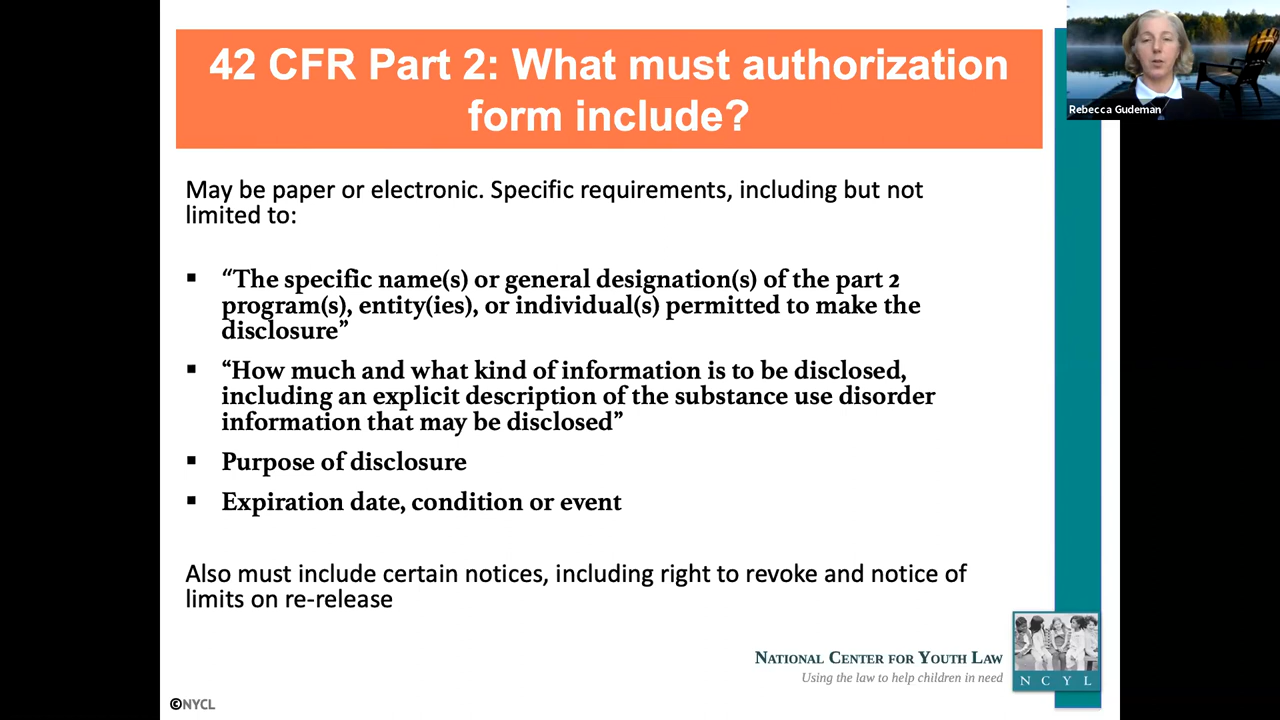 42 CFR Part 2: What must authorization
form include?
Rebecca Gudeman
May be paper or electronic. Specific requirements, including but not
limited to:
▪ “The specific name(s) or general designation(s) of the part 2
program(s), entity(ies), or individual(s) permitted to make the
disclosure”
▪ “How much and what kind of information is to be disclosed,
including an explicit description of the substance use disorder
information that may be disclosed”
▪ Purpose of disclosure
▪ Expiration date, condition or event
Also must include certain notices, including right to revoke and notice of
limits on re-release
National Center for Youth Law
Using the law to help children in need
N C Y L
©NYCL